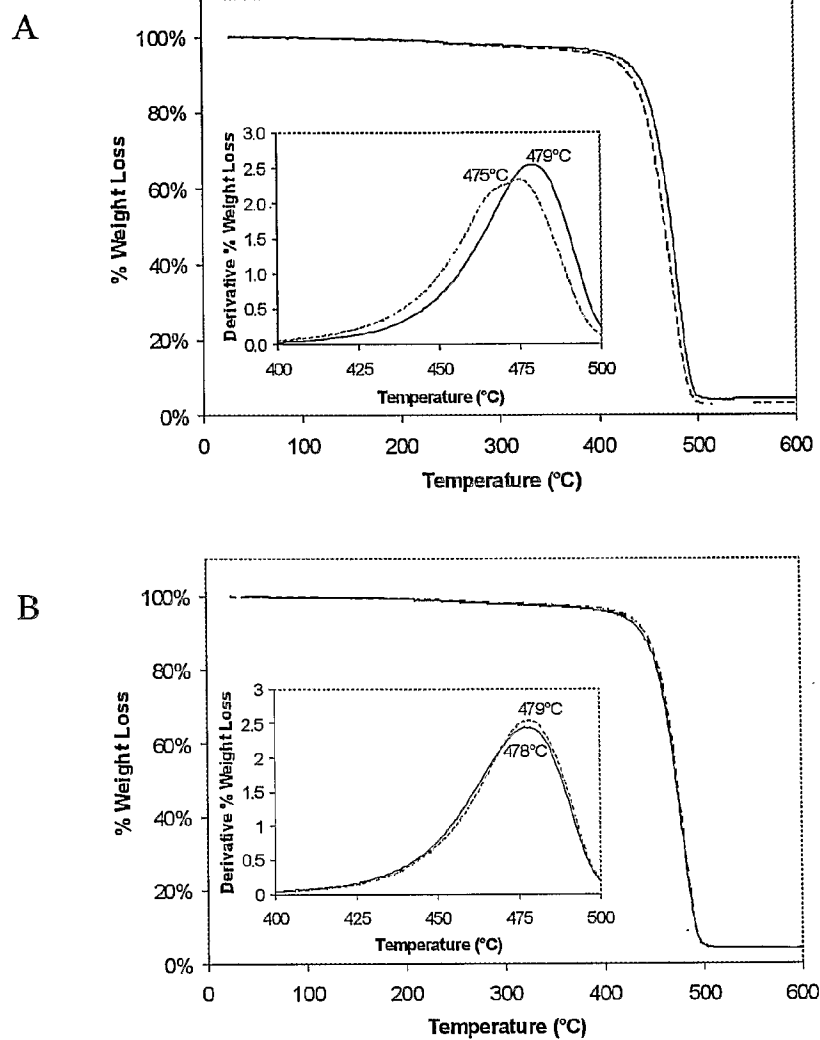 A
100%
80%
60%
40%
20%
0%
% Weight Loss
3.0
2.5
2.0
1.5
1.0
0.5
0.0
Derivative % Weight Loss
475°C
479°C
400 425 450 475 500
Temperature (°C)
0 100 200 300 400 500 600
Temperature (°C)
B
100%
80%
60%
40%
20%
0%
% Weight Loss
3
2.5
2
1.5
1
0.5
0
Derivative % Weight Loss
479°C
478°C
400 425 450 475 500
Temperature (°C)
0 100 200 300 400 500 600
Temperature (°C)